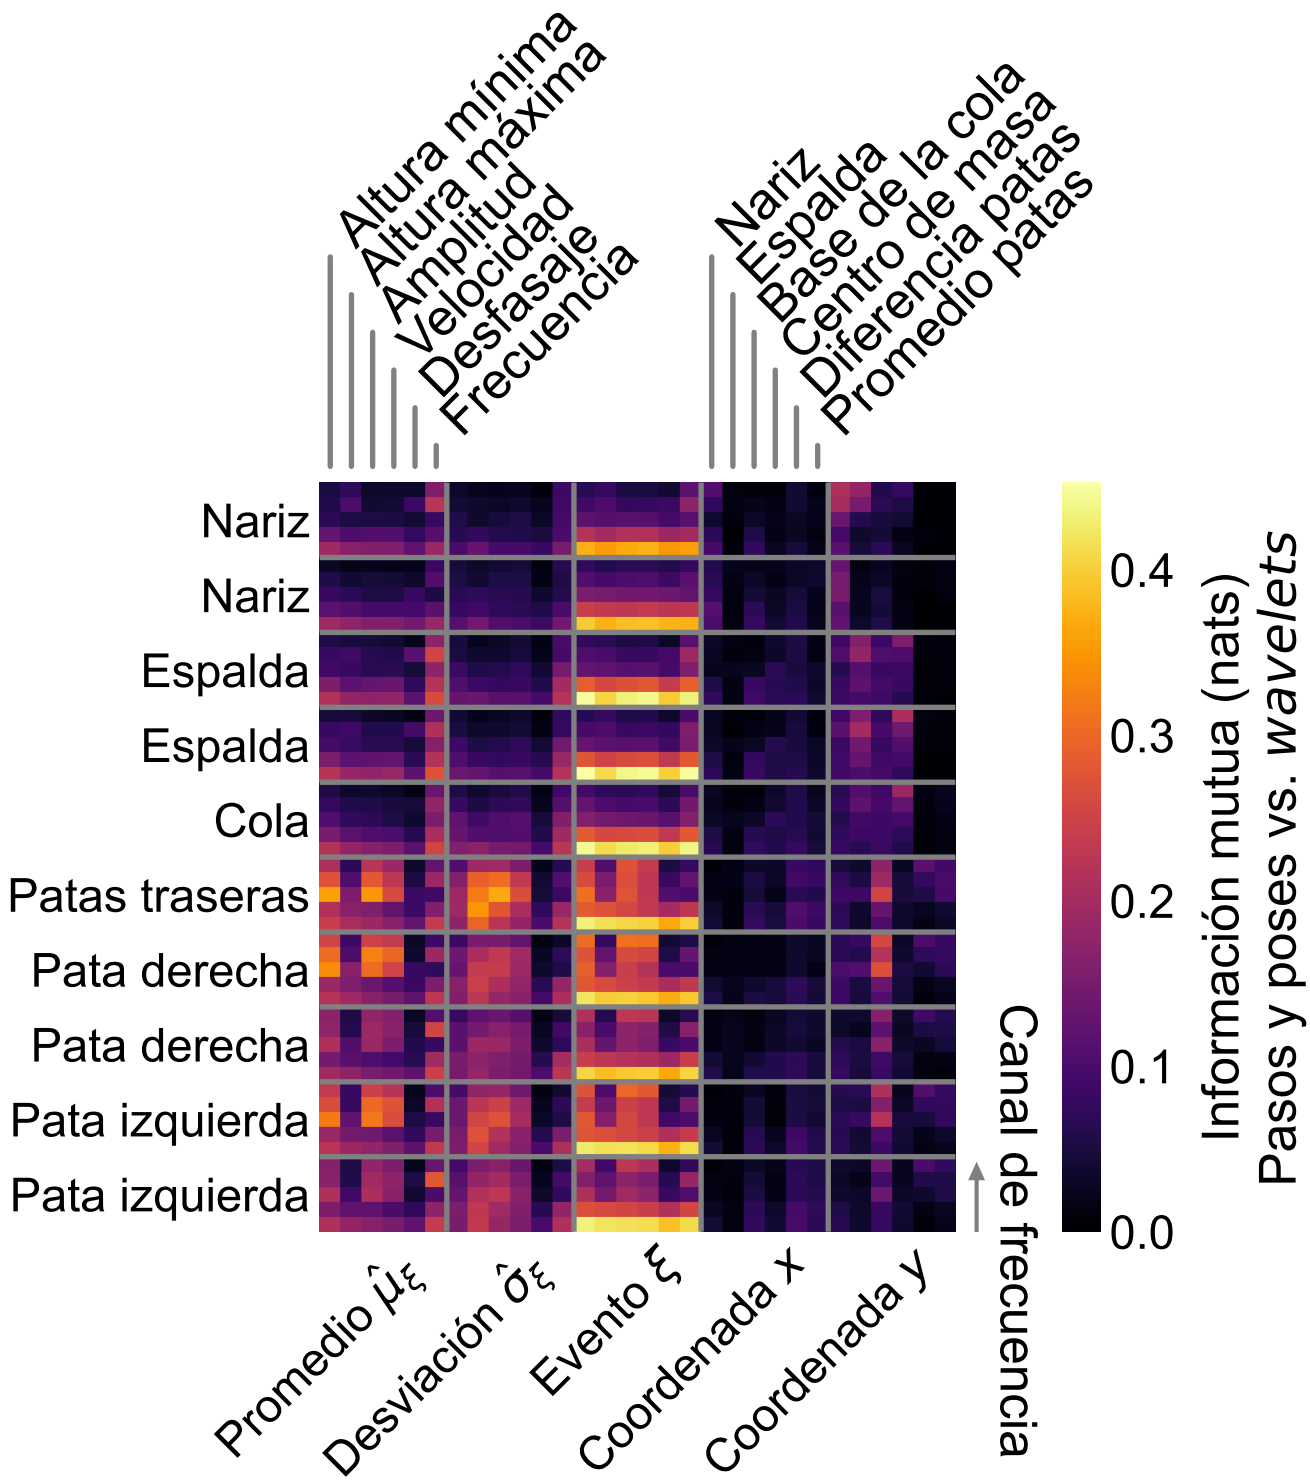 Altura mínima
Altura máxima
Amplitud
Velocidad
Desfasaje
Frecuencia
Nariz
Espalda
Base de la cola
Centro de masa
Diferencia patas
Promedio patas
Nariz
Nariz
Espalda
Espalda
Cola
Patas traseras
Pata derecha
Pata derecha
Pata izquierda
Pata izquierda
Promedio μ̂ξ
Desviación σ̂ξ
Evento ξ
Coordenada x
Coordenada y
Canal de frecuencia
0.4
0.3
0.2
0.1
0.0
Información mutua (nats)
Pasos y poses vs. wavelets